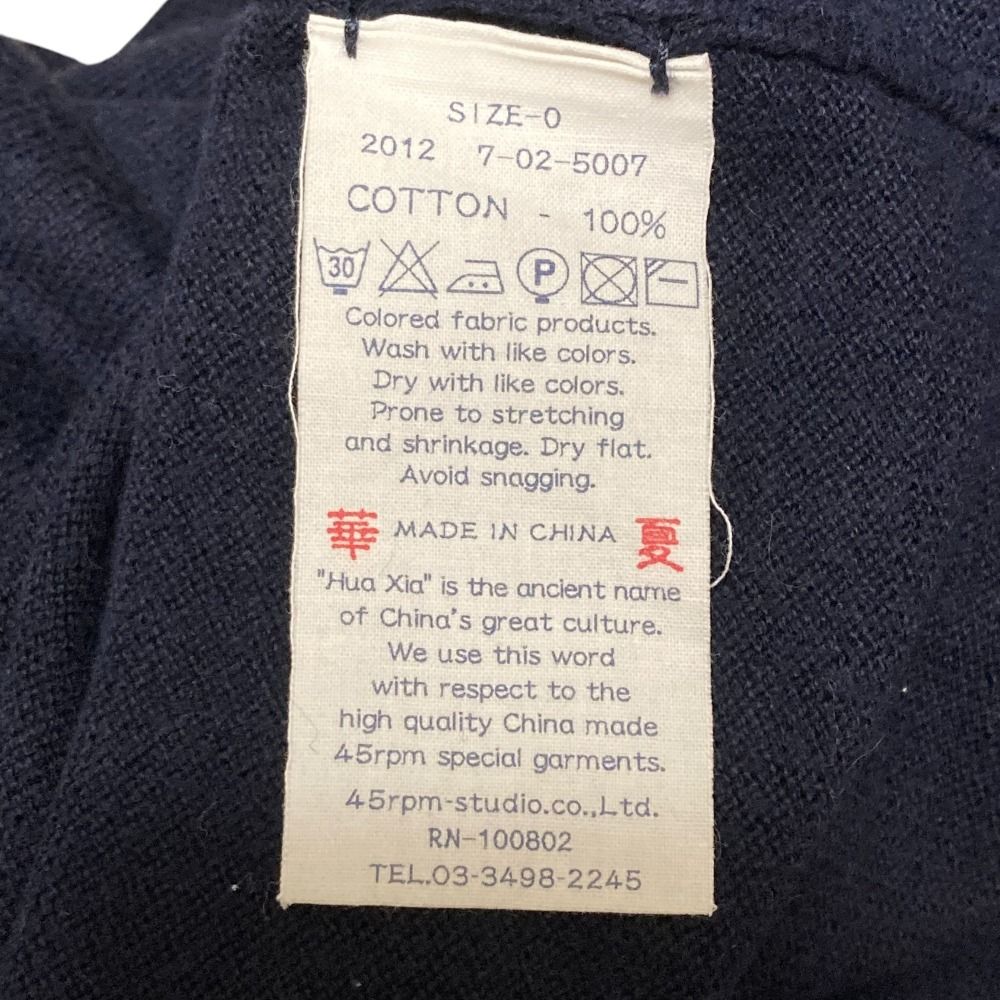 SIZE-0
2012 7-02-5007
COTTON - 100%
30 P
Colored fabric products.
Wash with like colors.
Dry with like colors.
Prone to stretching
and shrinkage. Dry flat.
Avoid snagging.
華 MADE IN CHINA 夏
"Hua Xia" is the ancient name
of China's great culture.
We use this word
with respect to the
high quality China made
45rpm special garments.
45rpm-studio.co.,Ltd.
RN-100802
TEL.03-3498-2245